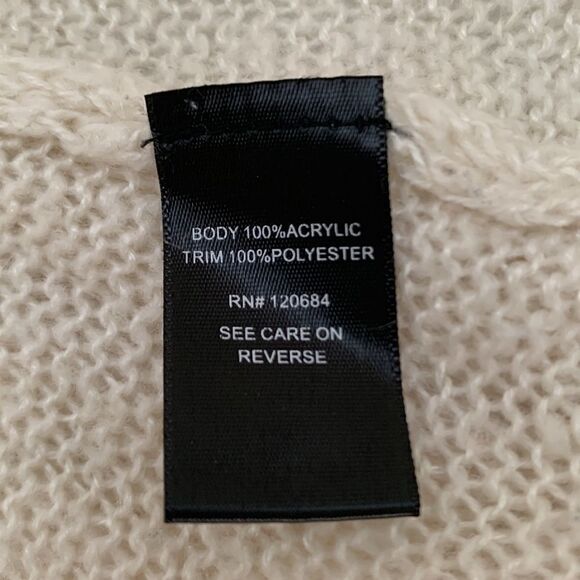 BODY 100%ACRYLIC
TRIM 100%POLYESTER
RN# 120684
SEE CARE ON
REVERSE